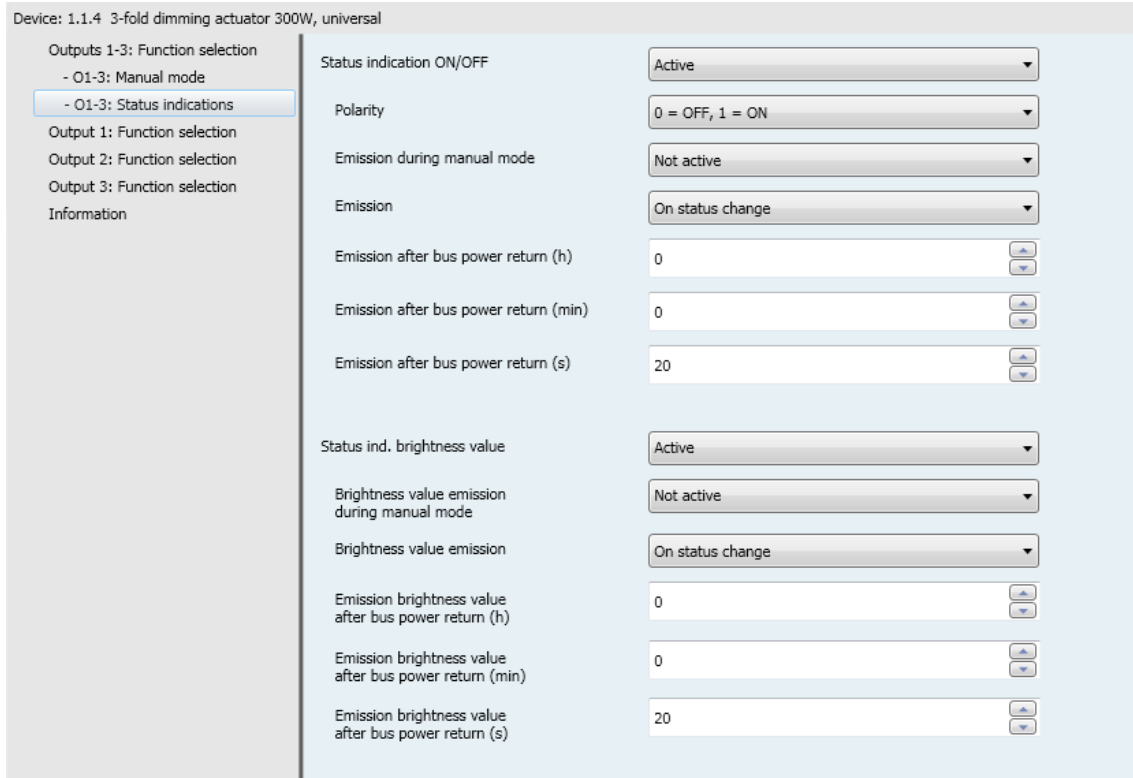 Device: 1.1.4 3-fold dimming actuator 300W, universal
Outputs 1-3: Function selection
- O1-3: Manual mode
- O1-3: Status indications
Output 1: Function selection
Output 2: Function selection
Output 3: Function selection
Information
Status indication ON/OFF
Active
Polarity
0 = OFF, 1 = ON
Emission during manual mode
Not active
Emission
On status change
Emission after bus power return (h)
0
Emission after bus power return (min)
0
Emission after bus power return (s)
20
Status ind. brightness value
Active
Brightness value emission
during manual mode
Not active
Brightness value emission
On status change
Emission brightness value
after bus power return (h)
0
Emission brightness value
after bus power return (min)
0
Emission brightness value
after bus power return (s)
20